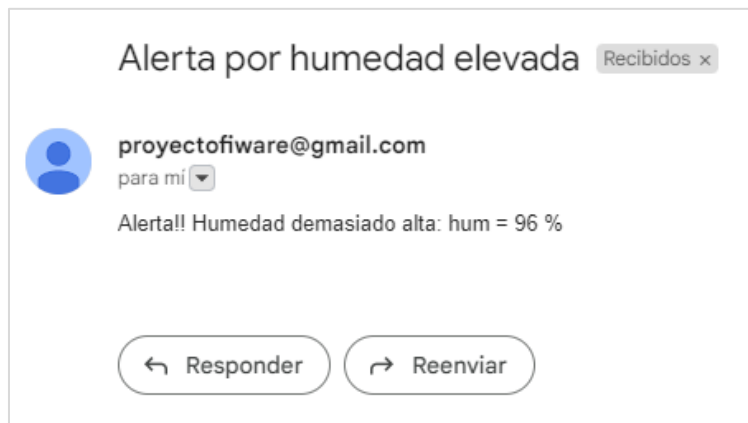 Alerta por humedad elevada Recibidos ×
proyectofiware@gmail.com
para mí
Alerta!! Humedad demasiado alta: hum = 96 %
Responder Reenviar